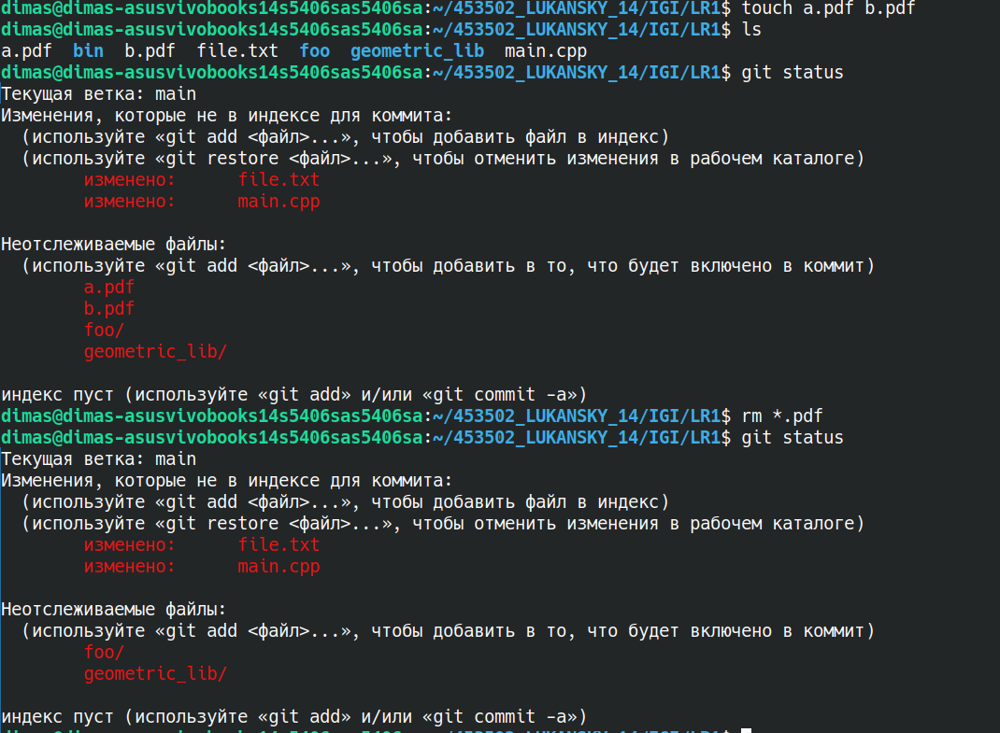 dimas@dimas-asusvivobooks14s5406sas5406sa:~/453502_LUKANSKY_14/IGI/LR1$ touch a.pdf b.pdf
dimas@dimas-asusvivobooks14s5406sas5406sa:~/453502_LUKANSKY_14/IGI/LR1$ ls
a.pdf  bin  b.pdf  file.txt  foo  geometric_lib  main.cpp
dimas@dimas-asusvivobooks14s5406sas5406sa:~/453502_LUKANSKY_14/IGI/LR1$ git status
Текущая ветка: main
Изменения, которые не в индексе для коммита:
  (используйте «git add <файл>...», чтобы добавить файл в индекс)
  (используйте «git restore <файл>...», чтобы отменить изменения в рабочем каталоге)
        изменено:      file.txt
        изменено:      main.cpp
Неотслеживаемые файлы:
  (используйте «git add <файл>...», чтобы добавить в то, что будет включено в коммит)
        a.pdf
        b.pdf
        foo/
        geometric_lib/
индекс пуст (используйте «git add» и/или «git commit -a»)
dimas@dimas-asusvivobooks14s5406sas5406sa:~/453502_LUKANSKY_14/IGI/LR1$ rm *.pdf
dimas@dimas-asusvivobooks14s5406sas5406sa:~/453502_LUKANSKY_14/IGI/LR1$ git status
Текущая ветка: main
Изменения, которые не в индексе для коммита:
  (используйте «git add <файл>...», чтобы добавить файл в индекс)
  (используйте «git restore <файл>...», чтобы отменить изменения в рабочем каталоге)
        изменено:      file.txt
        изменено:      main.cpp
Неотслеживаемые файлы:
  (используйте «git add <файл>...», чтобы добавить в то, что будет включено в коммит)
        foo/
        geometric_lib/
индекс пуст (используйте «git add» и/или «git commit -a»)